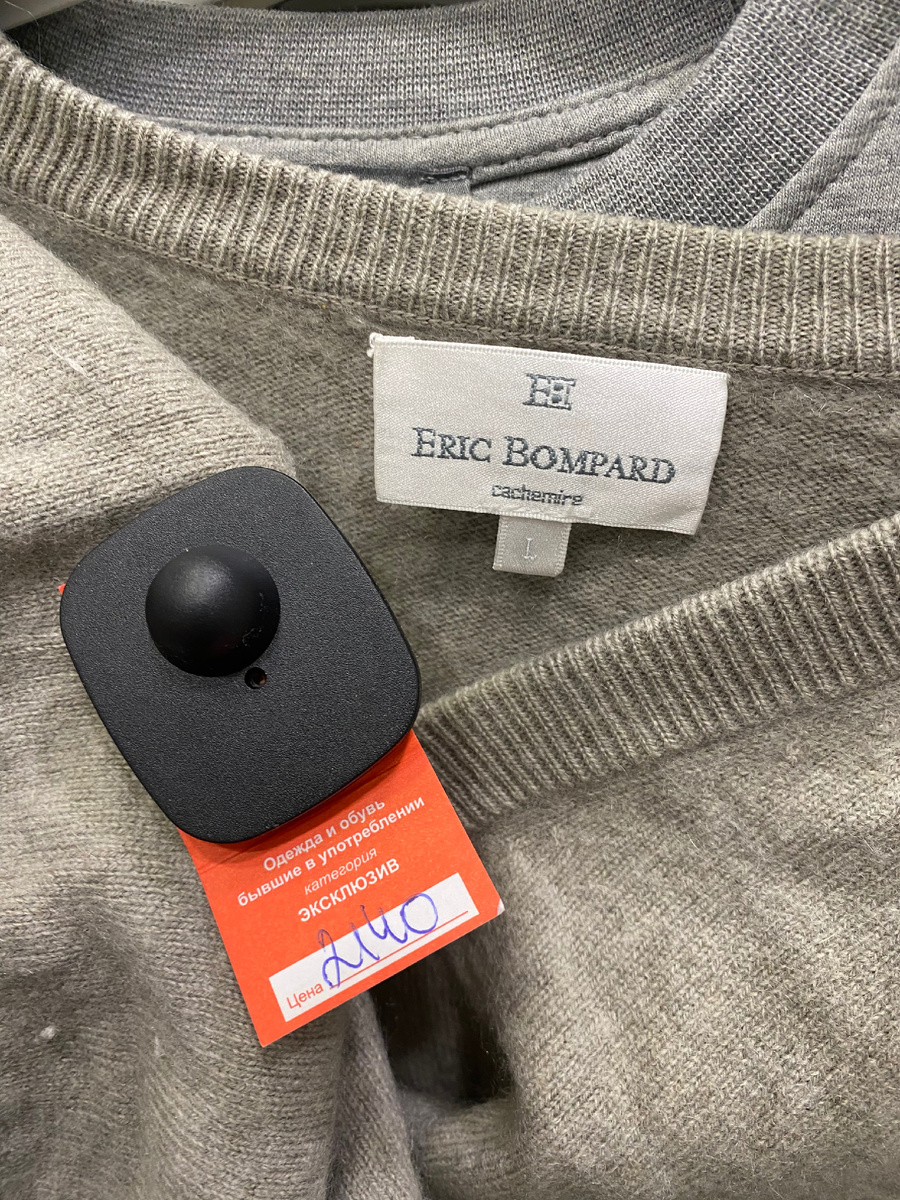 EB
ERIC BOMPARD
cachemire
L
Одежда и обувь
бывшие в употреблении
категория
ЭКСКЛЮЗИВ
Цена 2140